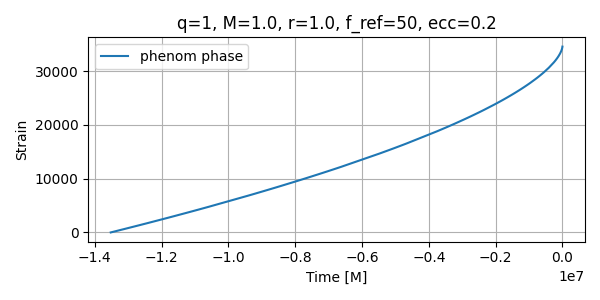 q=1, M=1.0, r=1.0, f_ref=50, ecc=0.2
phenom phase
Strain
30000
20000
10000
0
−1.4 −1.2 −1.0 −0.8 −0.6 −0.4 −0.2 0.0
1e7
Time [M]